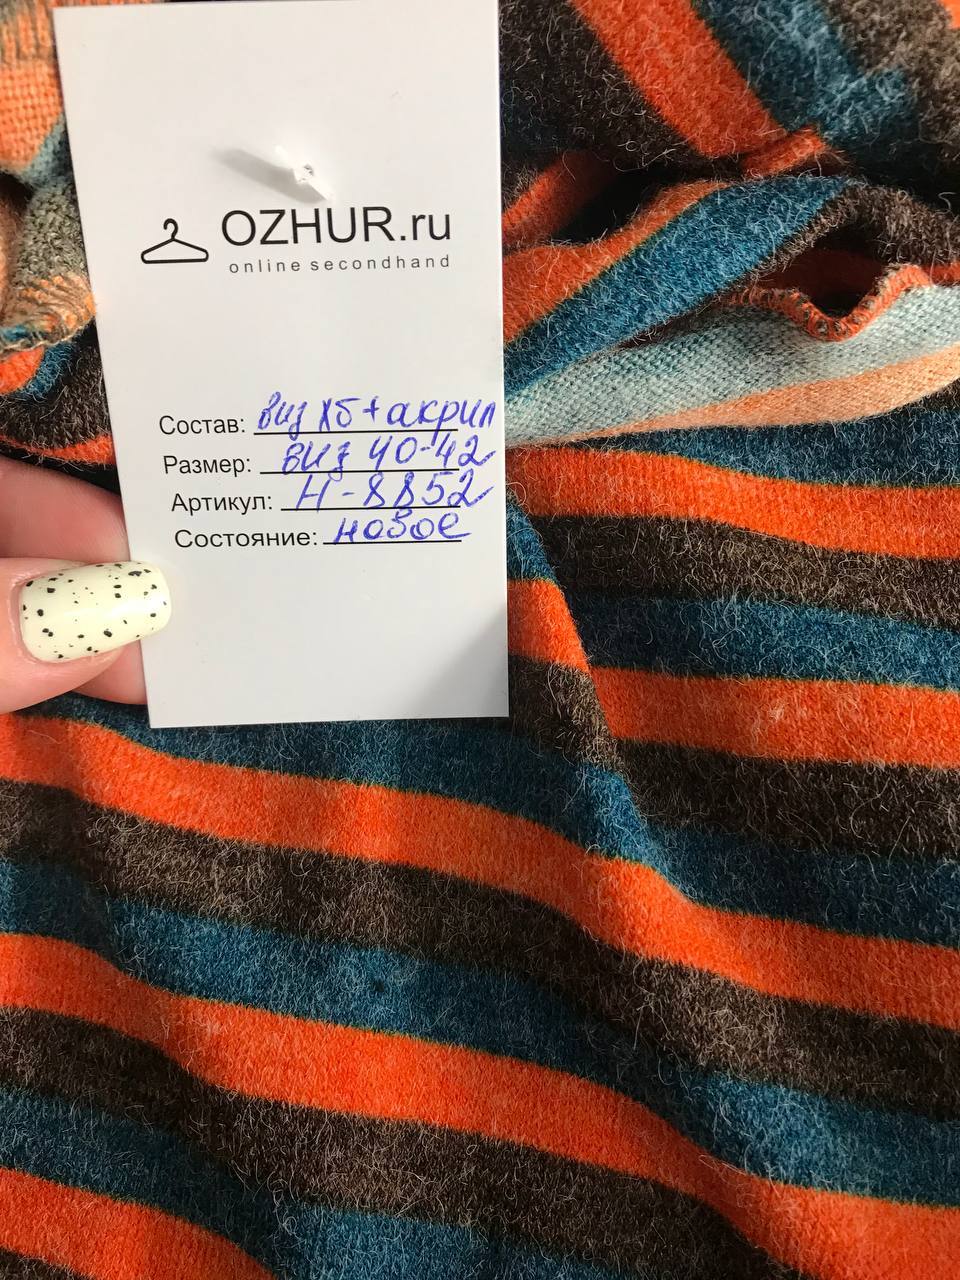 OZHUR.ru
online secondhand
Состав: виз хб + акрил
Размер: виз 40-42
Артикул: Н-8852
Состояние: новое